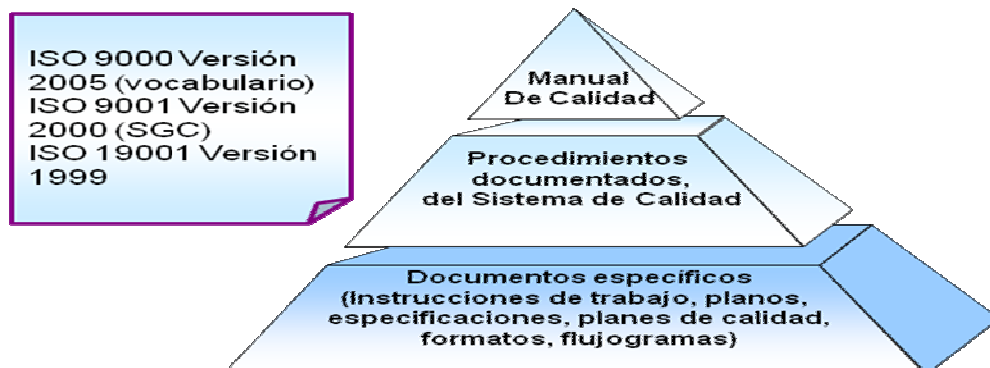 ISO 9000 Versión
2005 (vocabulario)
ISO 9001 Versión
2000 (SGC)
ISO 19001 Versión
1999
Manual
De Calidad
Procedimientos
documentados,
del Sistema de Calidad
Documentos específicos
(Instrucciones de trabajo, planos,
especificaciones, planes de calidad,
formatos, flujogramas)